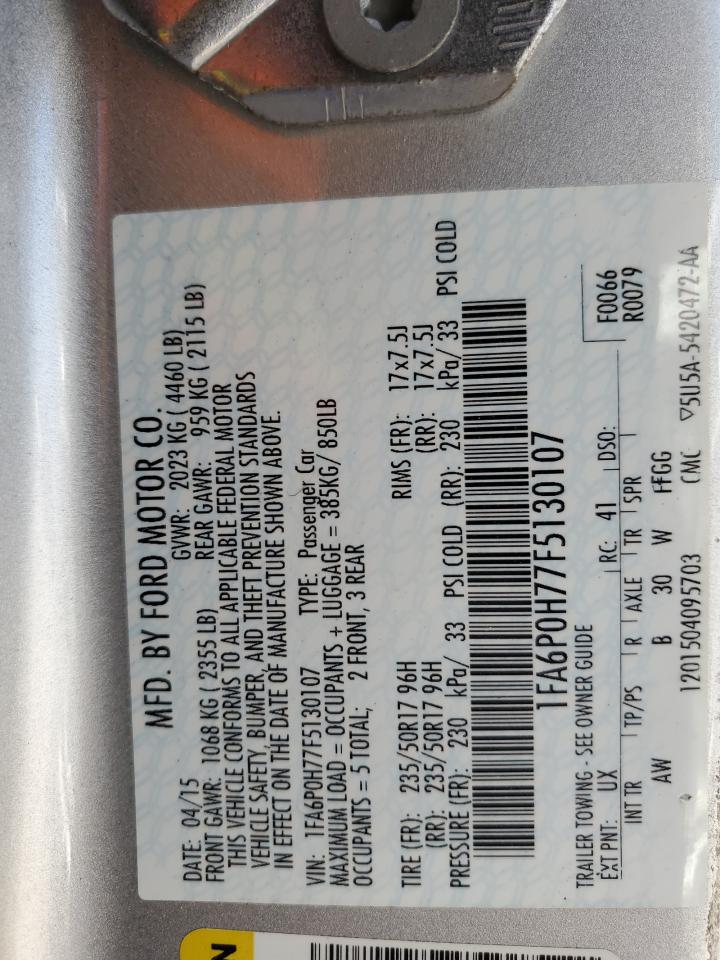 MFD. BY FORD MOTOR CO.
DATE: 04/15 GVWR: 2023 KG ( 4460 LB)
FRONT GAWR: 1068 KG ( 2355 LB) REAR GAWR: 959 KG ( 2115 LB)
THIS VEHICLE CONFORMS TO ALL APPLICABLE FEDERAL MOTOR
VEHICLE SAFETY, BUMPER, AND THEFT PREVENTION STANDARDS
IN EFFECT ON THE DATE OF MANUFACTURE SHOWN ABOVE.
VIN: 1FA6P0H77F5130107 TYPE: Passenger Car
MAXIMUM LOAD = OCCUPANTS + LUGGAGE = 385KG/ 850LB
OCCUPANTS = 5 TOTAL; 2 FRONT, 3 REAR
TIRE (FR): 235/50R17 96H RIMS (FR): 17x7.5J
(RR): 235/50R17 96H (RR): 17x7.5J
PRESSURE (FR): 230 kPa/ 33 PSI COLD (RR): 230 kPa/ 33 PSI COLD
1FA6P0H77F5130107
TRAILER TOWING - SEE OWNER GUIDE F0066
EXT PNT: UX RC: 41 DSO: R0079
INT TR TP/PS R AXLE TR SPR
AW B 30 W FFGG
1201504095703 CMC ▽5U5A-5420472-AA
N